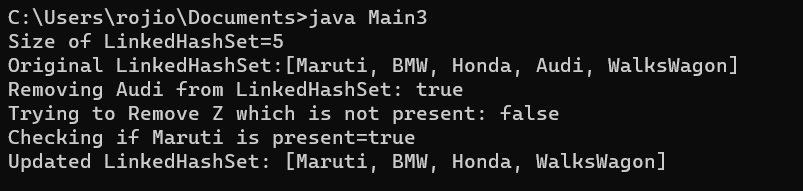 C:\Users\rojio\Documents>java Main3
Size of LinkedHashSet=5
Original LinkedHashSet:[Maruti, BMW, Honda, Audi, WalksWagon]
Removing Audi from LinkedHashSet: true
Trying to Remove Z which is not present: false
Checking if Maruti is present=true
Updated LinkedHashSet: [Maruti, BMW, Honda, WalksWagon]